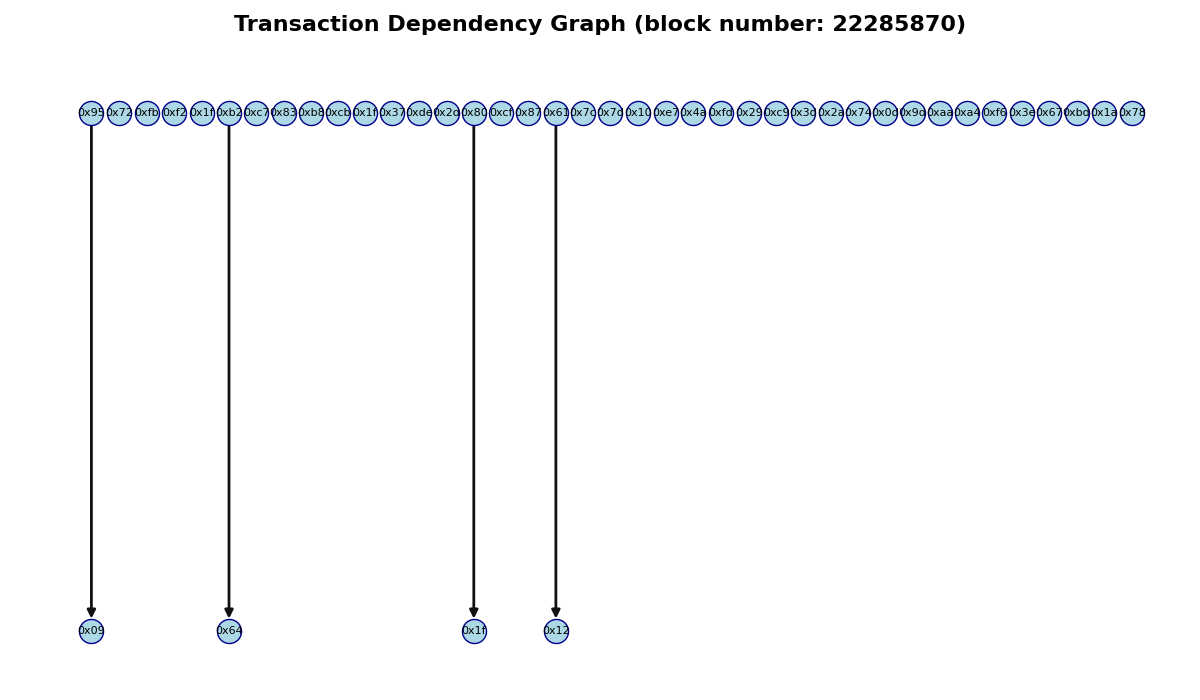 Transaction Dependency Graph (block number: 22285870)
0x95 0x72 0xfb 0xf2 0x1f 0xb2 0xc7 0x83 0xb8 0xcb 0x1f 0x37 0xde 0x2d 0x80 0xcf 0x87 0x61 0x7c 0x7d 0x10 0xe7 0x4a 0xfd 0x29 0xc9 0x3d 0x2a 0x74 0x0d 0x9d 0xaa 0xa4 0xf6 0x3e 0x67 0xbd 0x1a 0x78
0x09 0x64 0x1f 0x12